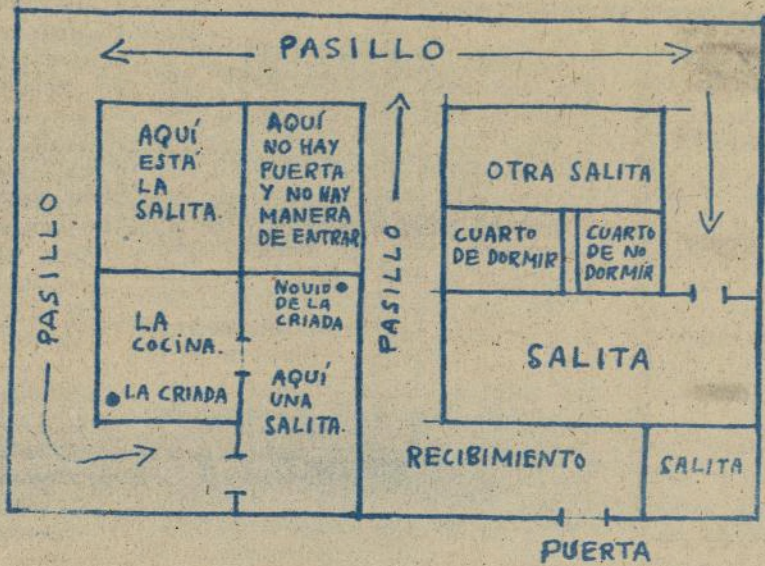 PASILLO
AQUÍ
ESTÁ
LA
SALITA.
AQUÍ
NO HAY
PUERTA
Y NO HAY
MANERA
DE ENTRAR
PASILLO
PASILLO
OTRA SALITA
CUARTO
DE DORMIR
CUARTO
DE NO
DORMIR
LA
COCINA.
LA CRIADA
NOVIO
DE LA
CRIADA
AQUÍ
UNA
SALITA.
SALITA
RECIBIMIENTO
SALITA
PUERTA